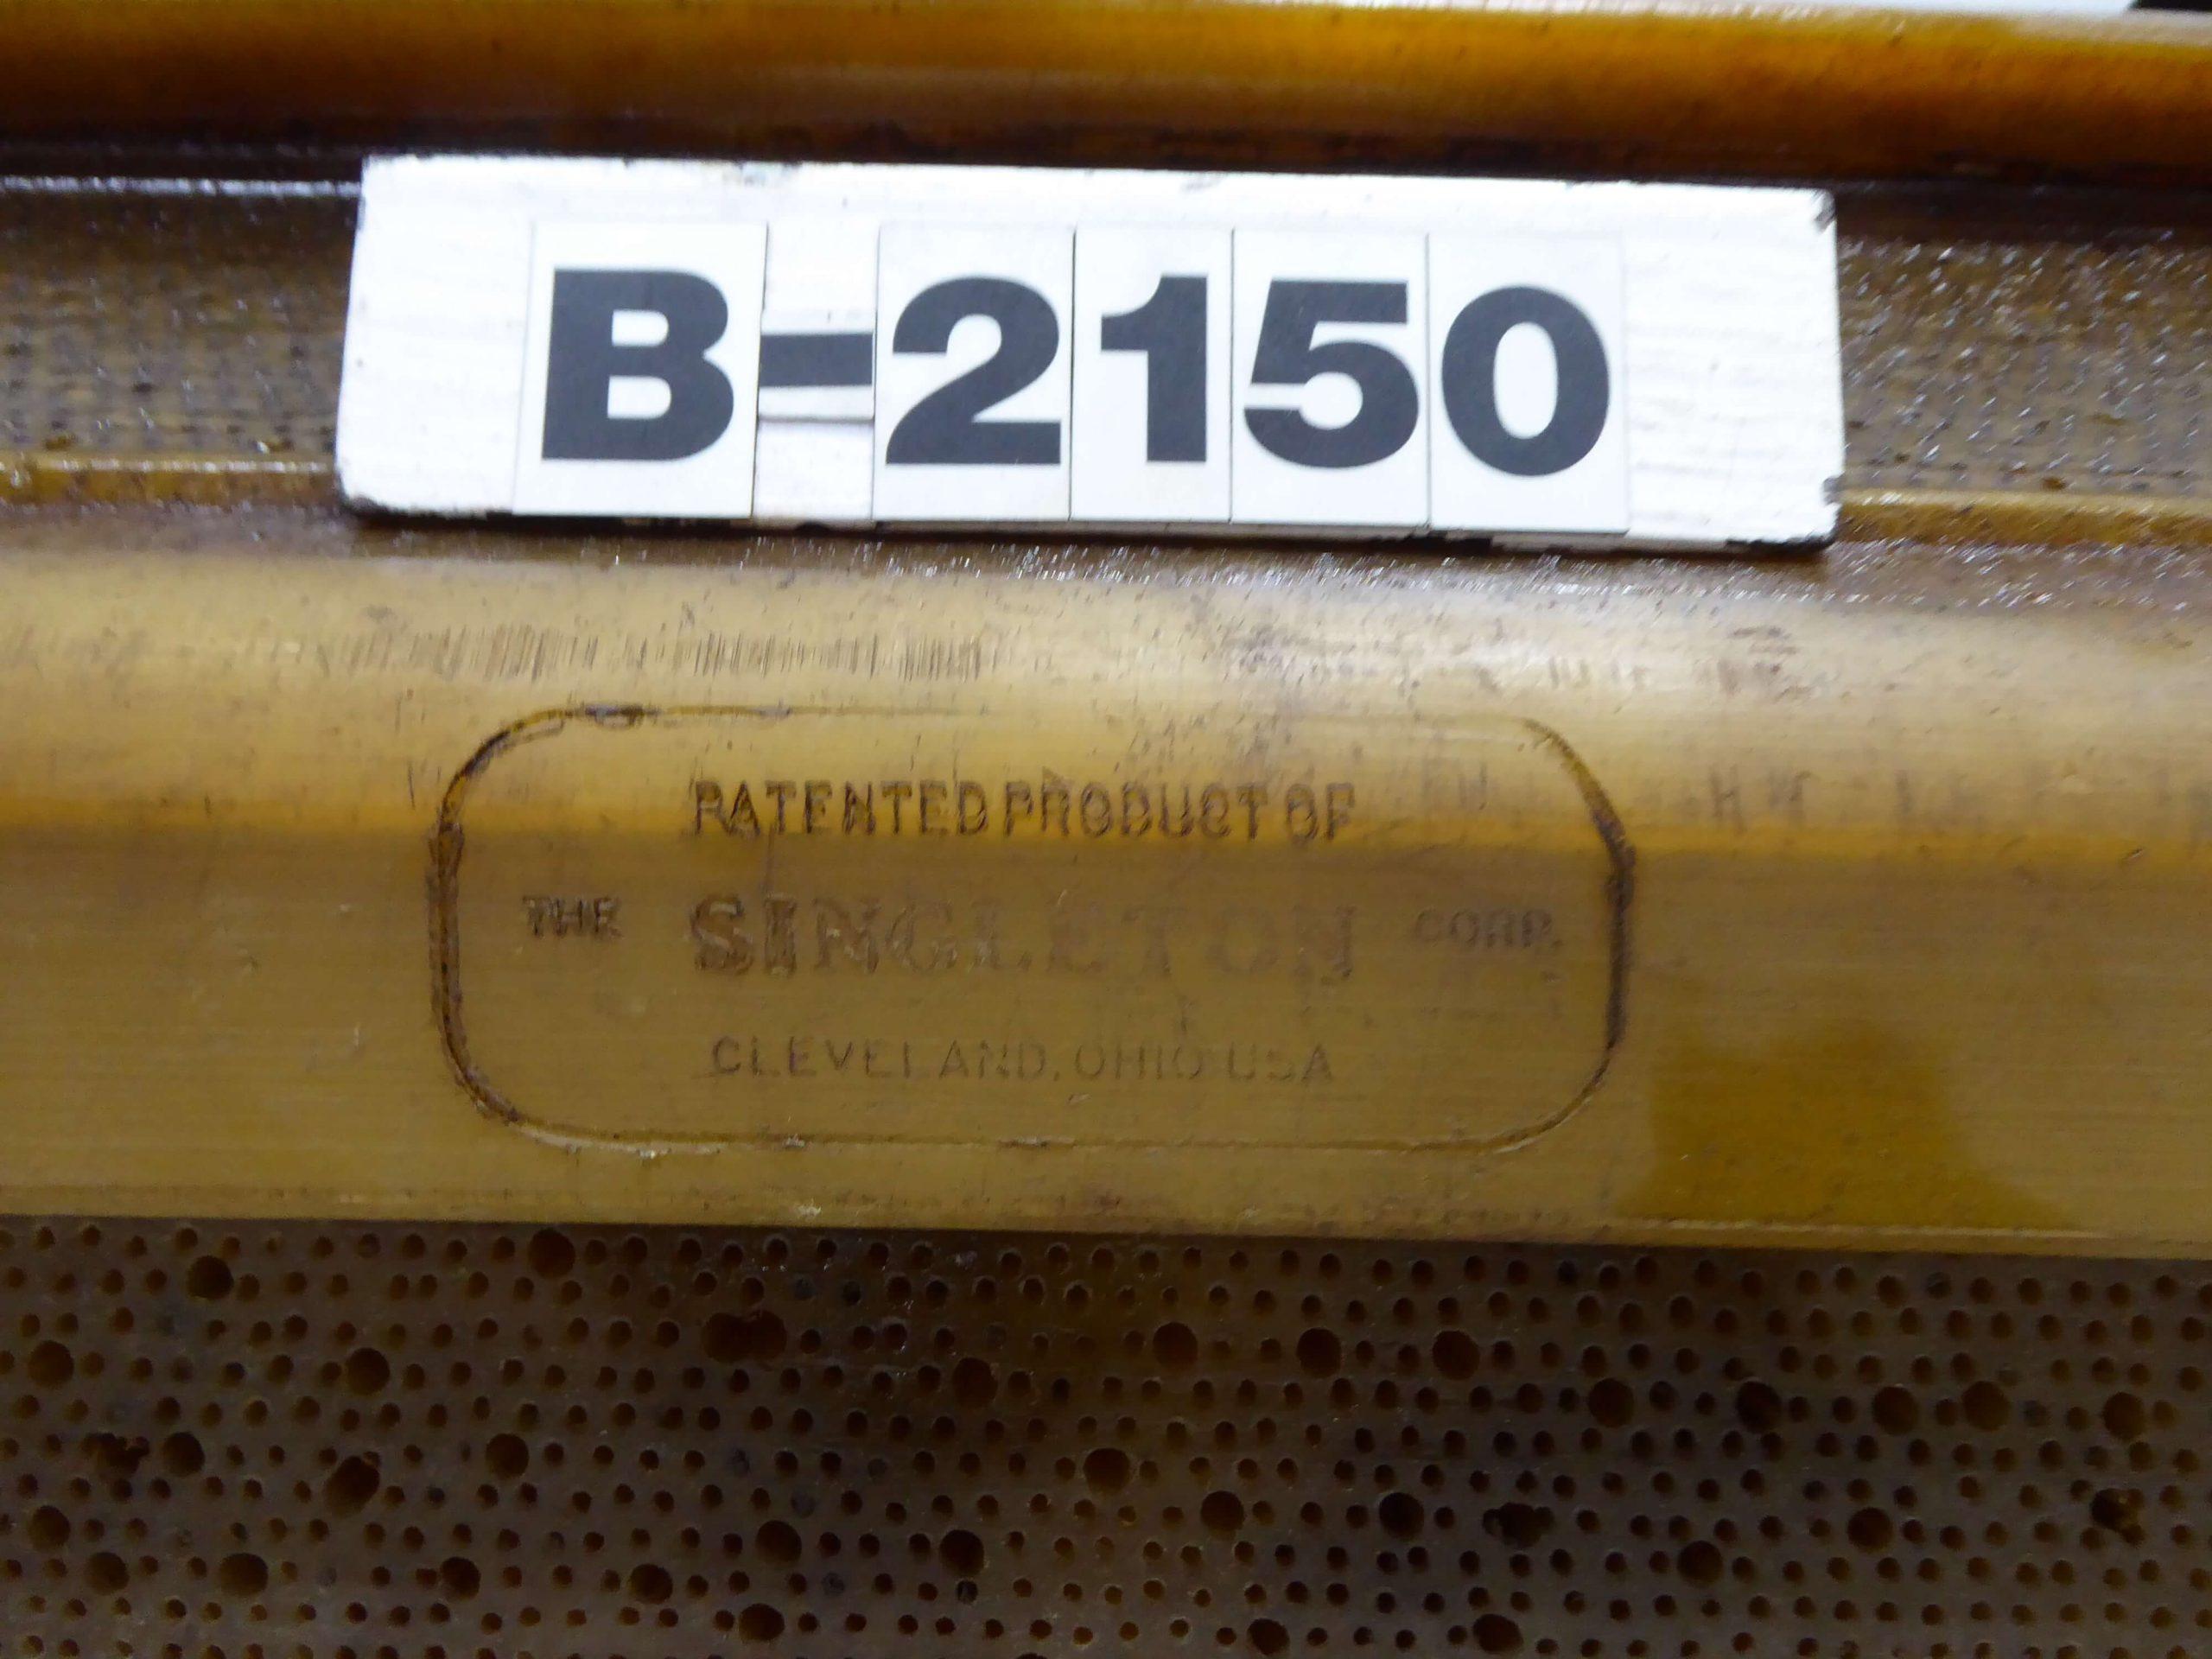 B-2150
PATENTED PRODUCT OF
THE SINGLETON CORP.
CLEVELAND, OHIO USA